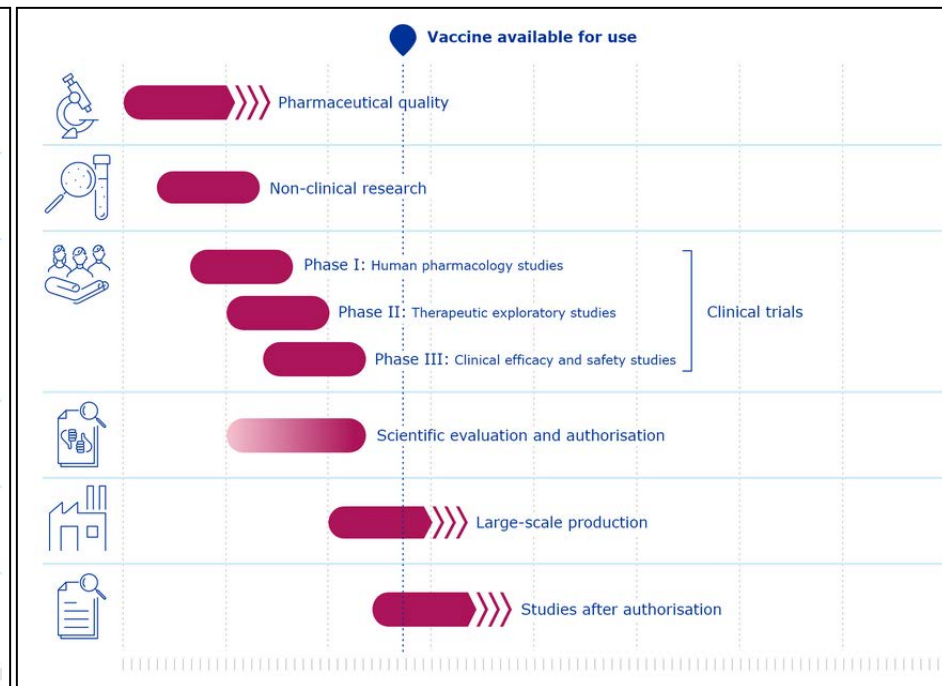 Vaccine available for use
Pharmaceutical quality
Non-clinical research
Phase I: Human pharmacology studies
Phase II: Therapeutic exploratory studies
Clinical trials
Phase III: Clinical efficacy and safety studies
Scientific evaluation and authorisation
Large-scale production
Studies after authorisation